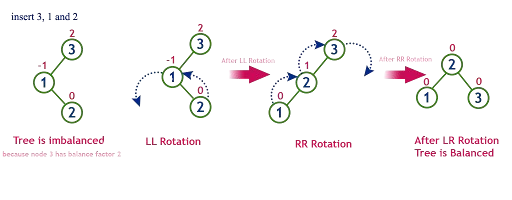 insert 3, 1 and 2
2
3
-1
1
0
2
Tree is imbalanced
because node 3 has balance factor 2
2
3
-1
1
0
2
LL Rotation
After LL Rotation
2
3
1
2
0
1
RR Rotation
After RR Rotation
0
2
0
1
0
3
After LR Rotation
Tree is Balanced